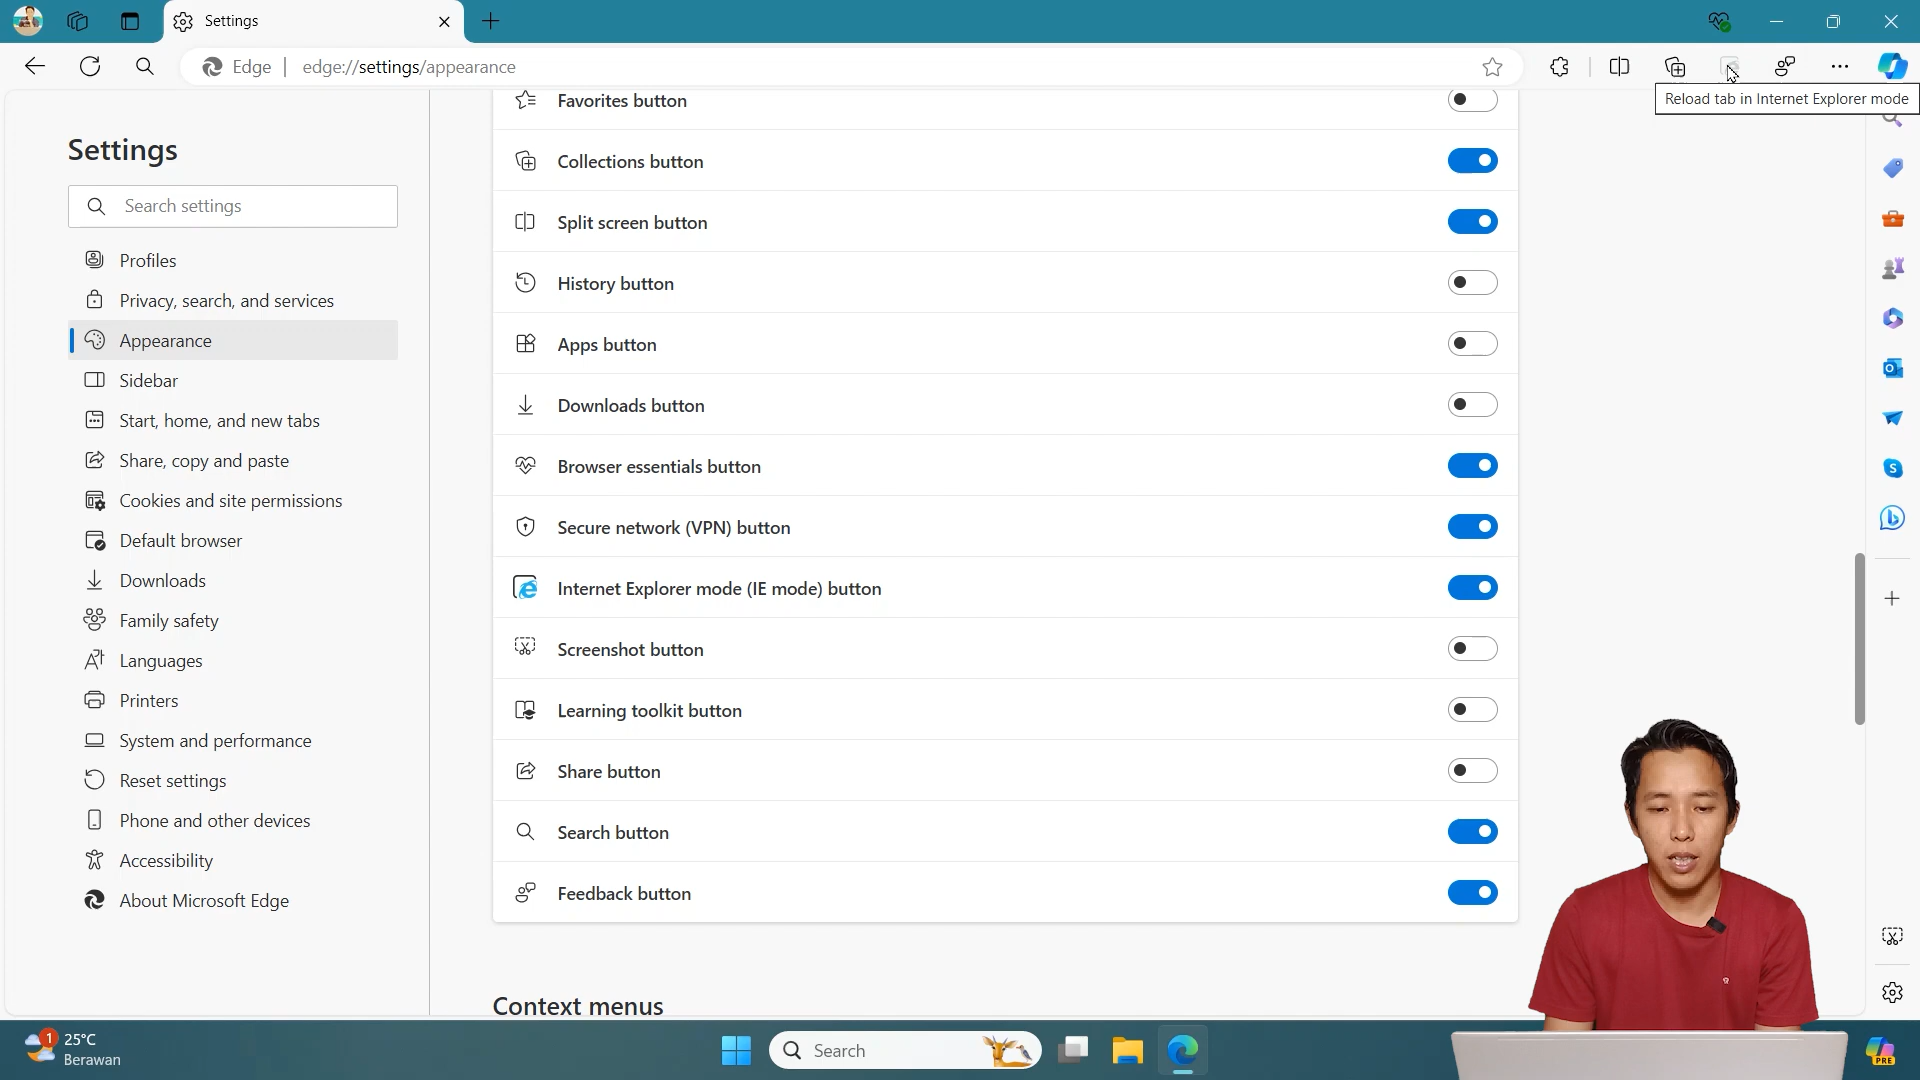 Settings
Edge
edge://settings/appearance
Reload tab in Internet Explorer mode
Settings
Search settings
Profiles
Privacy, search, and services
Appearance
Sidebar
Start, home, and new tabs
Share, copy and paste
Cookies and site permissions
Default browser
Downloads
Family safety
Languages
Printers
System and performance
Reset settings
Phone and other devices
Accessibility
About Microsoft Edge
Favorites button
Collections button
Split screen button
History button
Apps button
Downloads button
Browser essentials button
Secure network (VPN) button
Internet Explorer mode (IE mode) button
Screenshot button
Learning toolkit button
Share button
Search button
Feedback button
Context menus
1
25°C
Berawan
Search
PRE